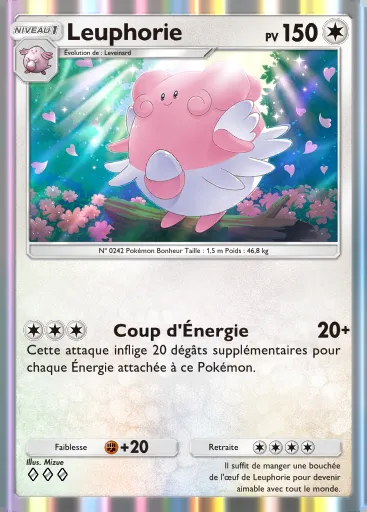 NIVEAU 1
Leuphorie
PV 150
Évolution de : Leveinard
N° 0242 Pokémon Bonheur Taille : 1,5 m Poids : 46,8 kg
Coup d'Énergie 20+
Cette attaque inflige 20 dégâts supplémentaires pour
chaque Énergie attachée à ce Pokémon.
Faiblesse +20 Retraite
Illus. Mizue
Il suffit de manger une bouchée
de l'œuf de Leuphorie pour devenir
aimable avec tout le monde.